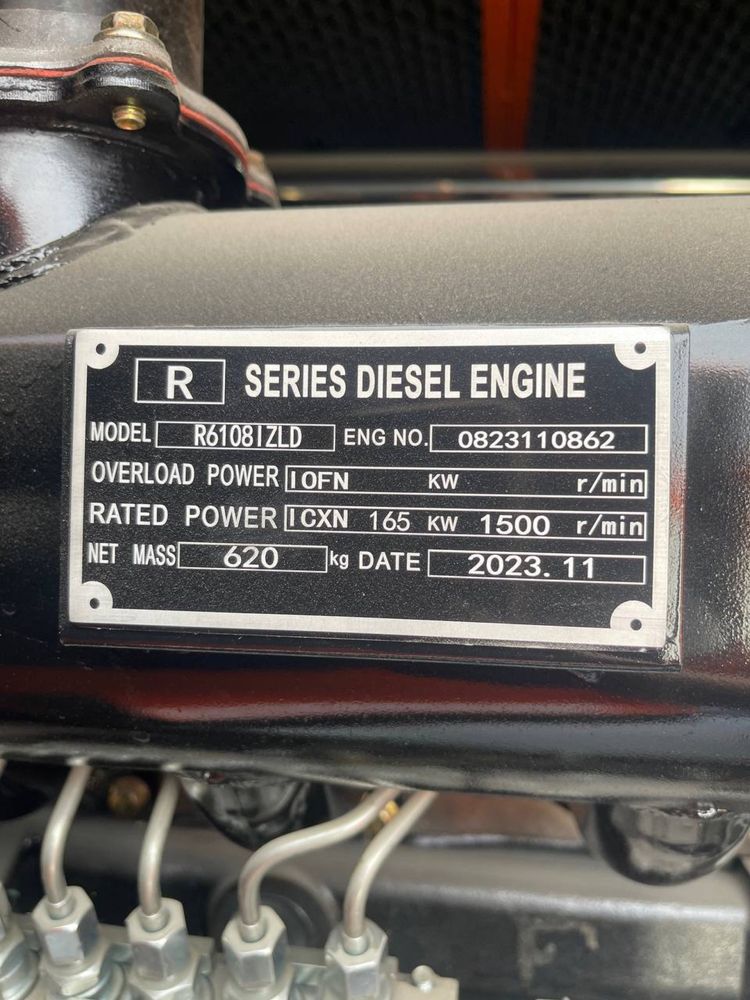 R SERIES DIESEL ENGINE
MODEL R6108IZLD ENG NO. 0823110862
OVERLOAD POWER IOFN KW r/min
RATED POWER ICXN 165 KW 1500 r/min
NET MASS 620 kg DATE 2023.11